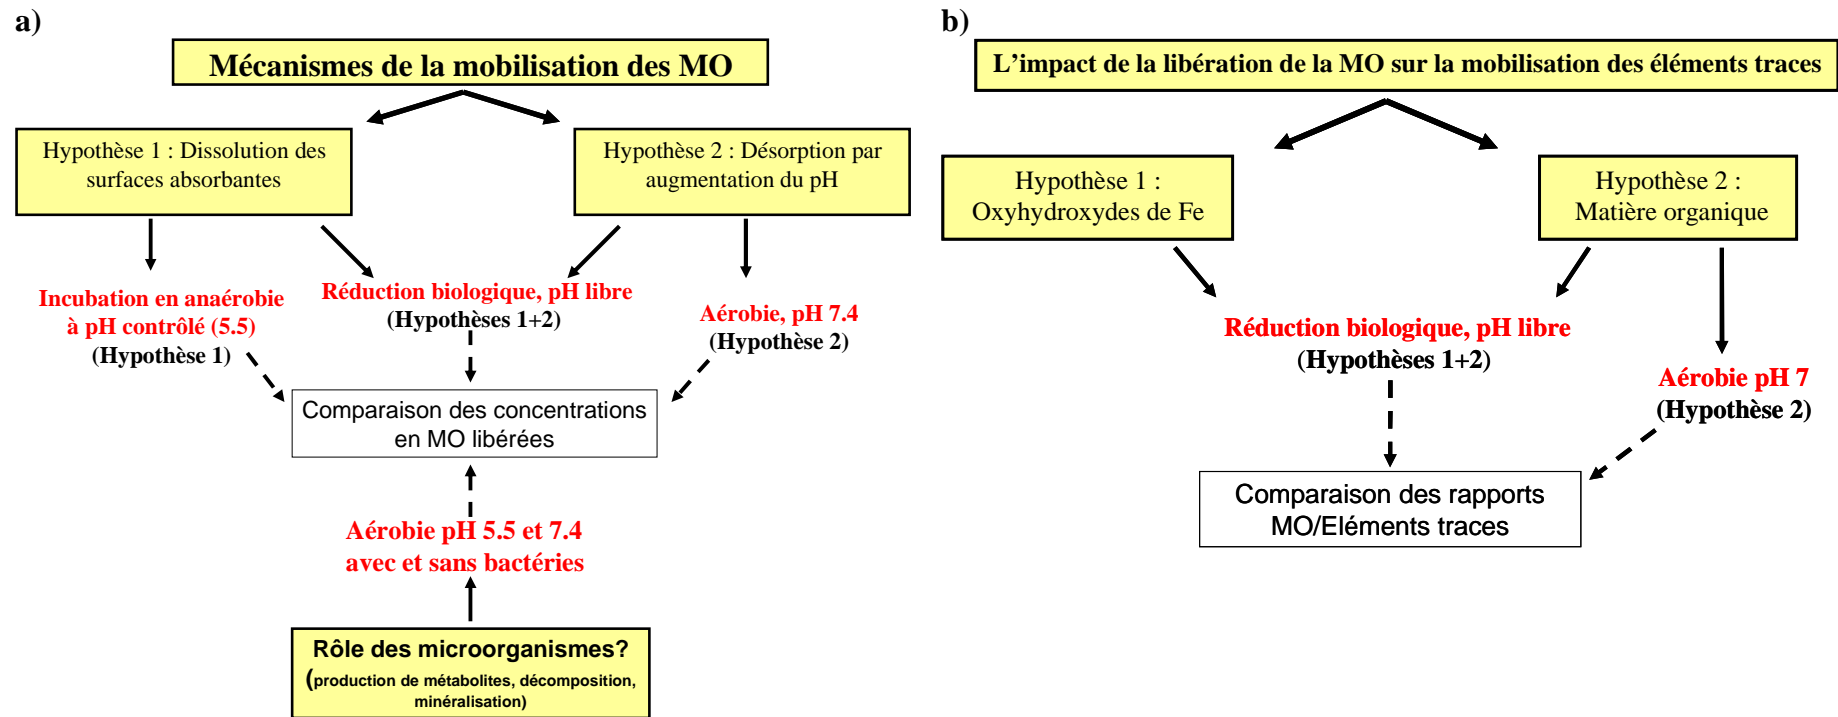 a)
Mécanismes de la mobilisation des MO
Hypothèse 1 : Dissolution des
surfaces absorbantes
Hypothèse 2 : Désorption par
augmentation du pH
Incubation en anaérobie
à pH contrôlé (5.5)
(Hypothèse 1)
Réduction biologique, pH libre
(Hypothèses 1+2)
Aérobie, pH 7.4
(Hypothèse 2)
Comparaison des concentrations
en MO libérées
Aérobie pH 5.5 et 7.4
avec et sans bactéries
Rôle des microorganismes?
(production de métabolites, décomposition,
minéralisation)
b)
L'impact de la libération de la MO sur la mobilisation des éléments traces
Hypothèse 1 :
Oxyhydroxydes de Fe
Hypothèse 2 :
Matière organique
Réduction biologique, pH libre
(Hypothèses 1+2)
Aérobie pH 7
(Hypothèse 2)
Comparaison des rapports
MO/Eléments traces